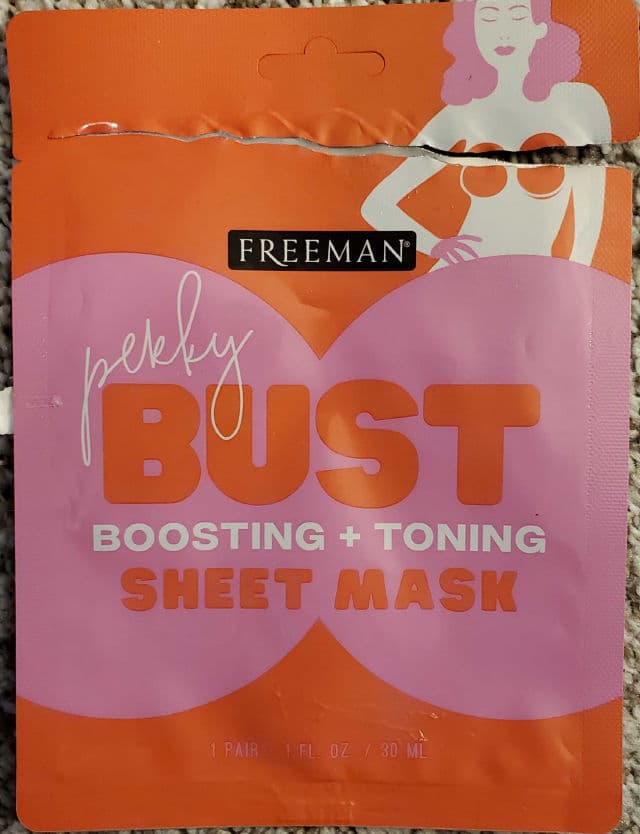 FREEMAN®
perky
BUST
BOOSTING + TONING
SHEET MASK
1 PAIR 1 FL. OZ / 30 ML